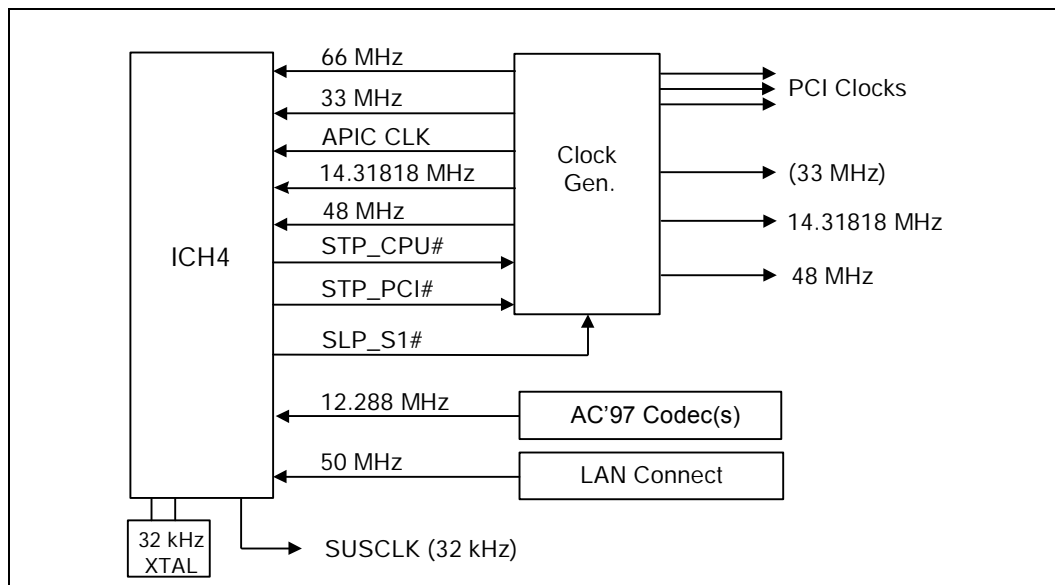 66 MHz
33 MHz
APIC CLK
14.31818 MHz
48 MHz
STP_CPU#
STP_PCI#
SLP_S1#
12.288 MHz
50 MHz
ICH4
Clock
Gen.
PCI Clocks
(33 MHz)
14.31818 MHz
48 MHz
AC'97 Codec(s)
LAN Connect
32 kHz
XTAL
SUSCLK (32 kHz)